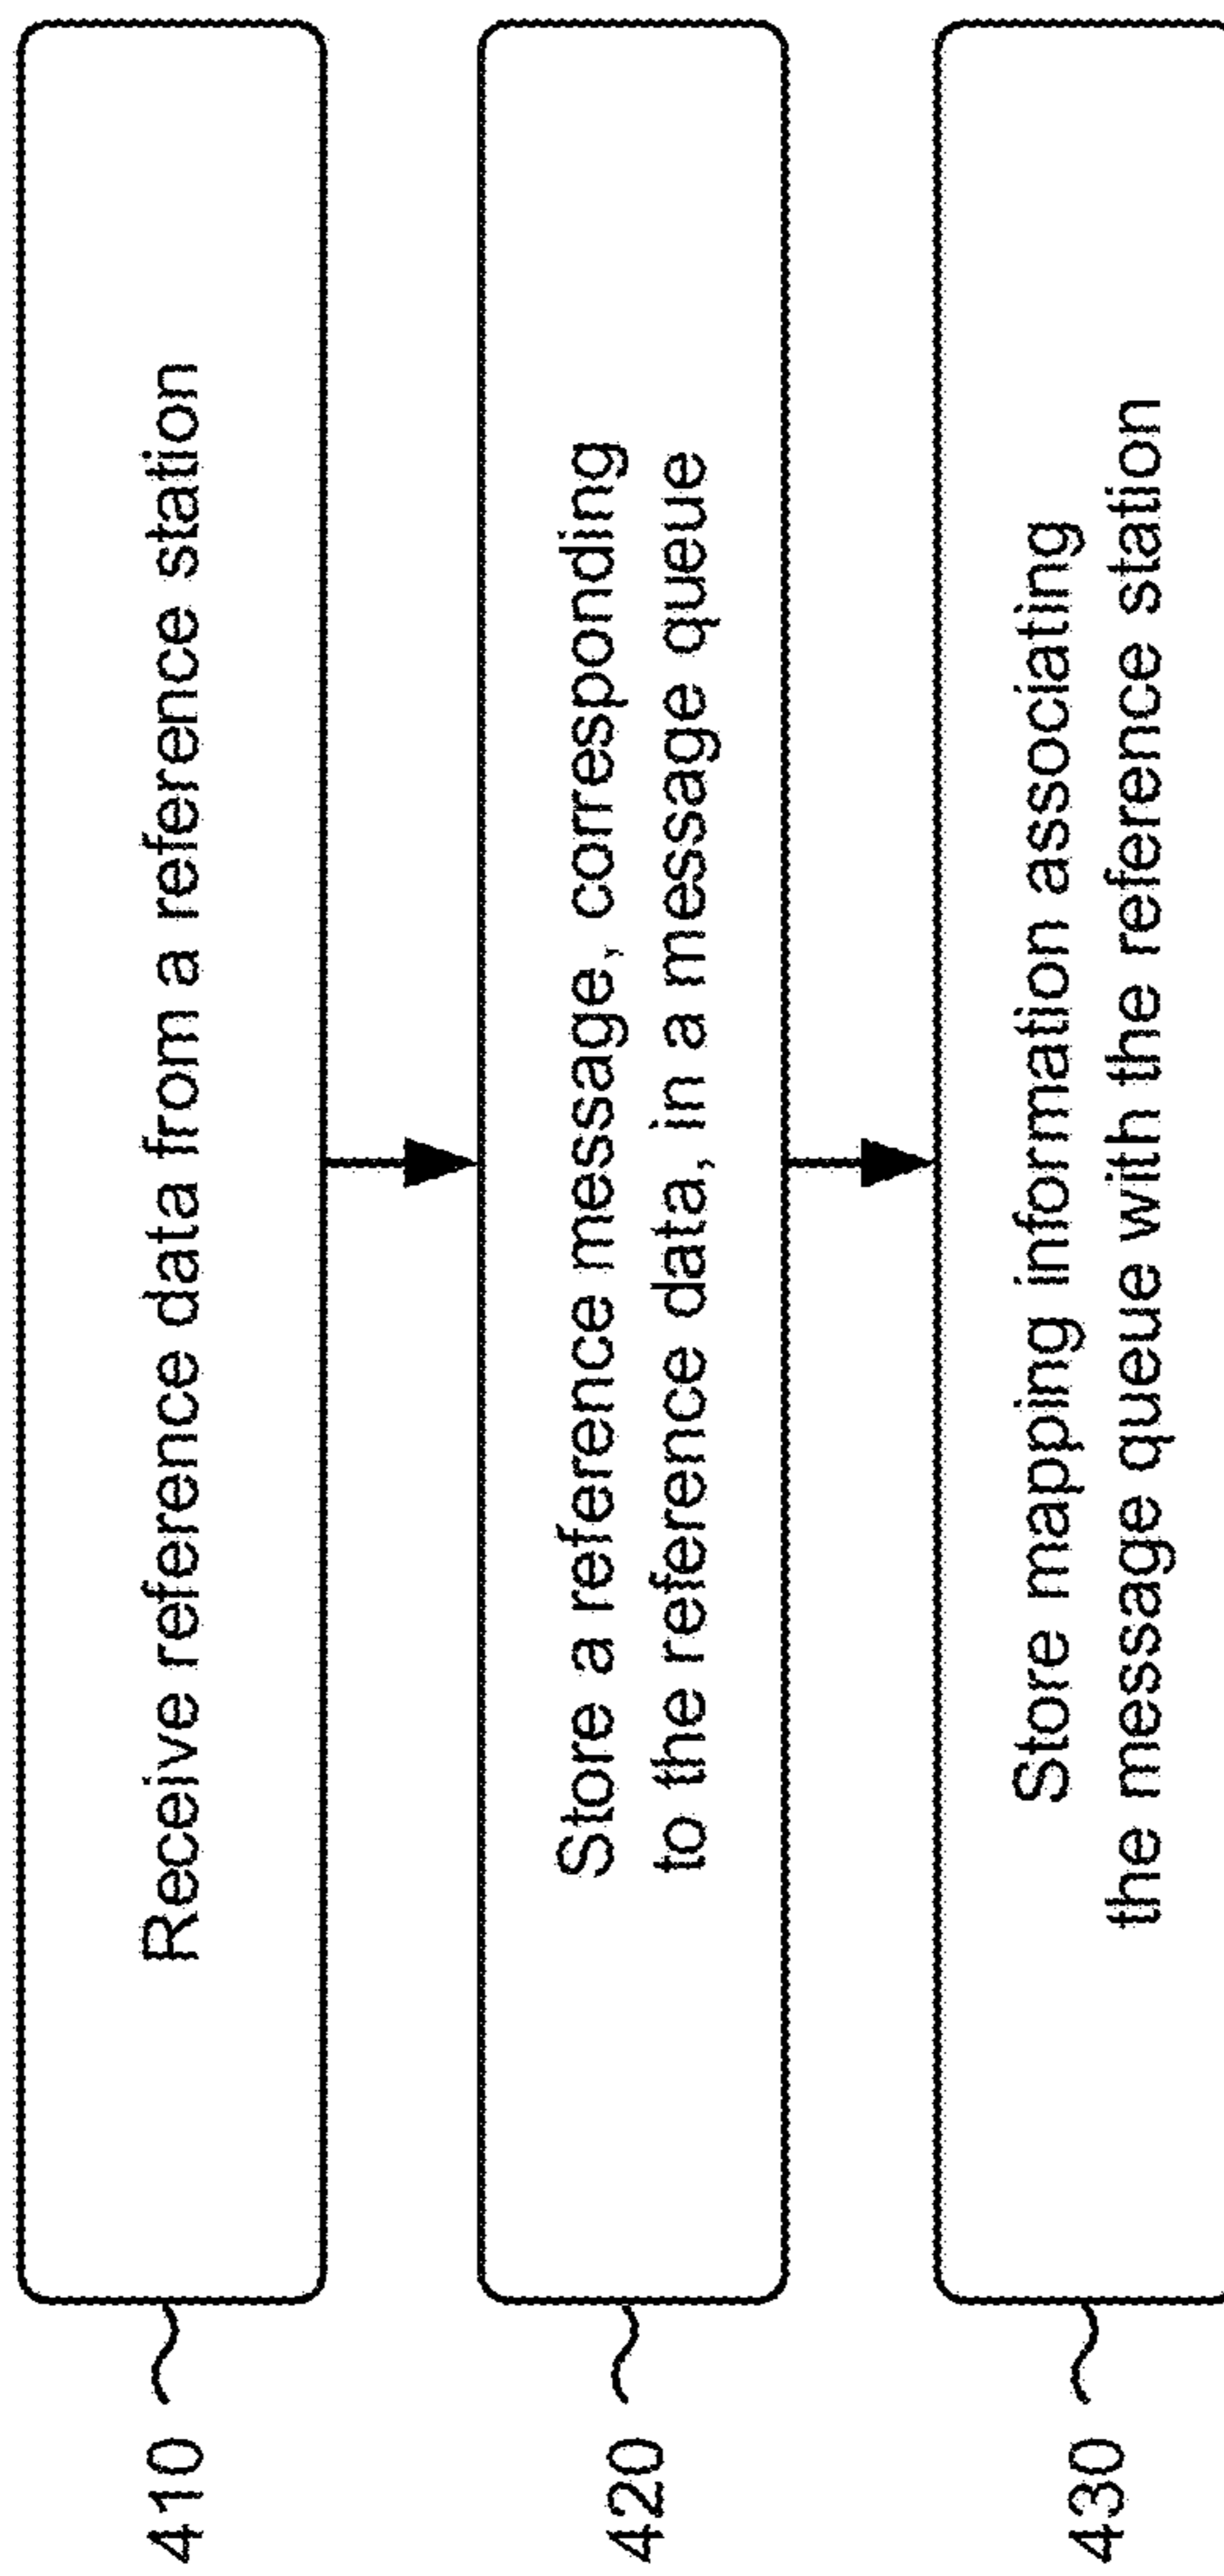 410
Receive reference data from a reference station
420
Store a reference message, corresponding
to the reference data, in a message queue
430
Store mapping information associating
the message queue with the reference station